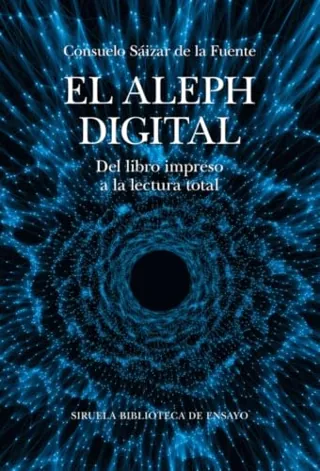 Consuelo Sáizar de la Fuente
EL ALEPH
DIGITAL
Del libro impreso
a la lectura total
SIRUELA BIBLIOTECA DE ENSAYO